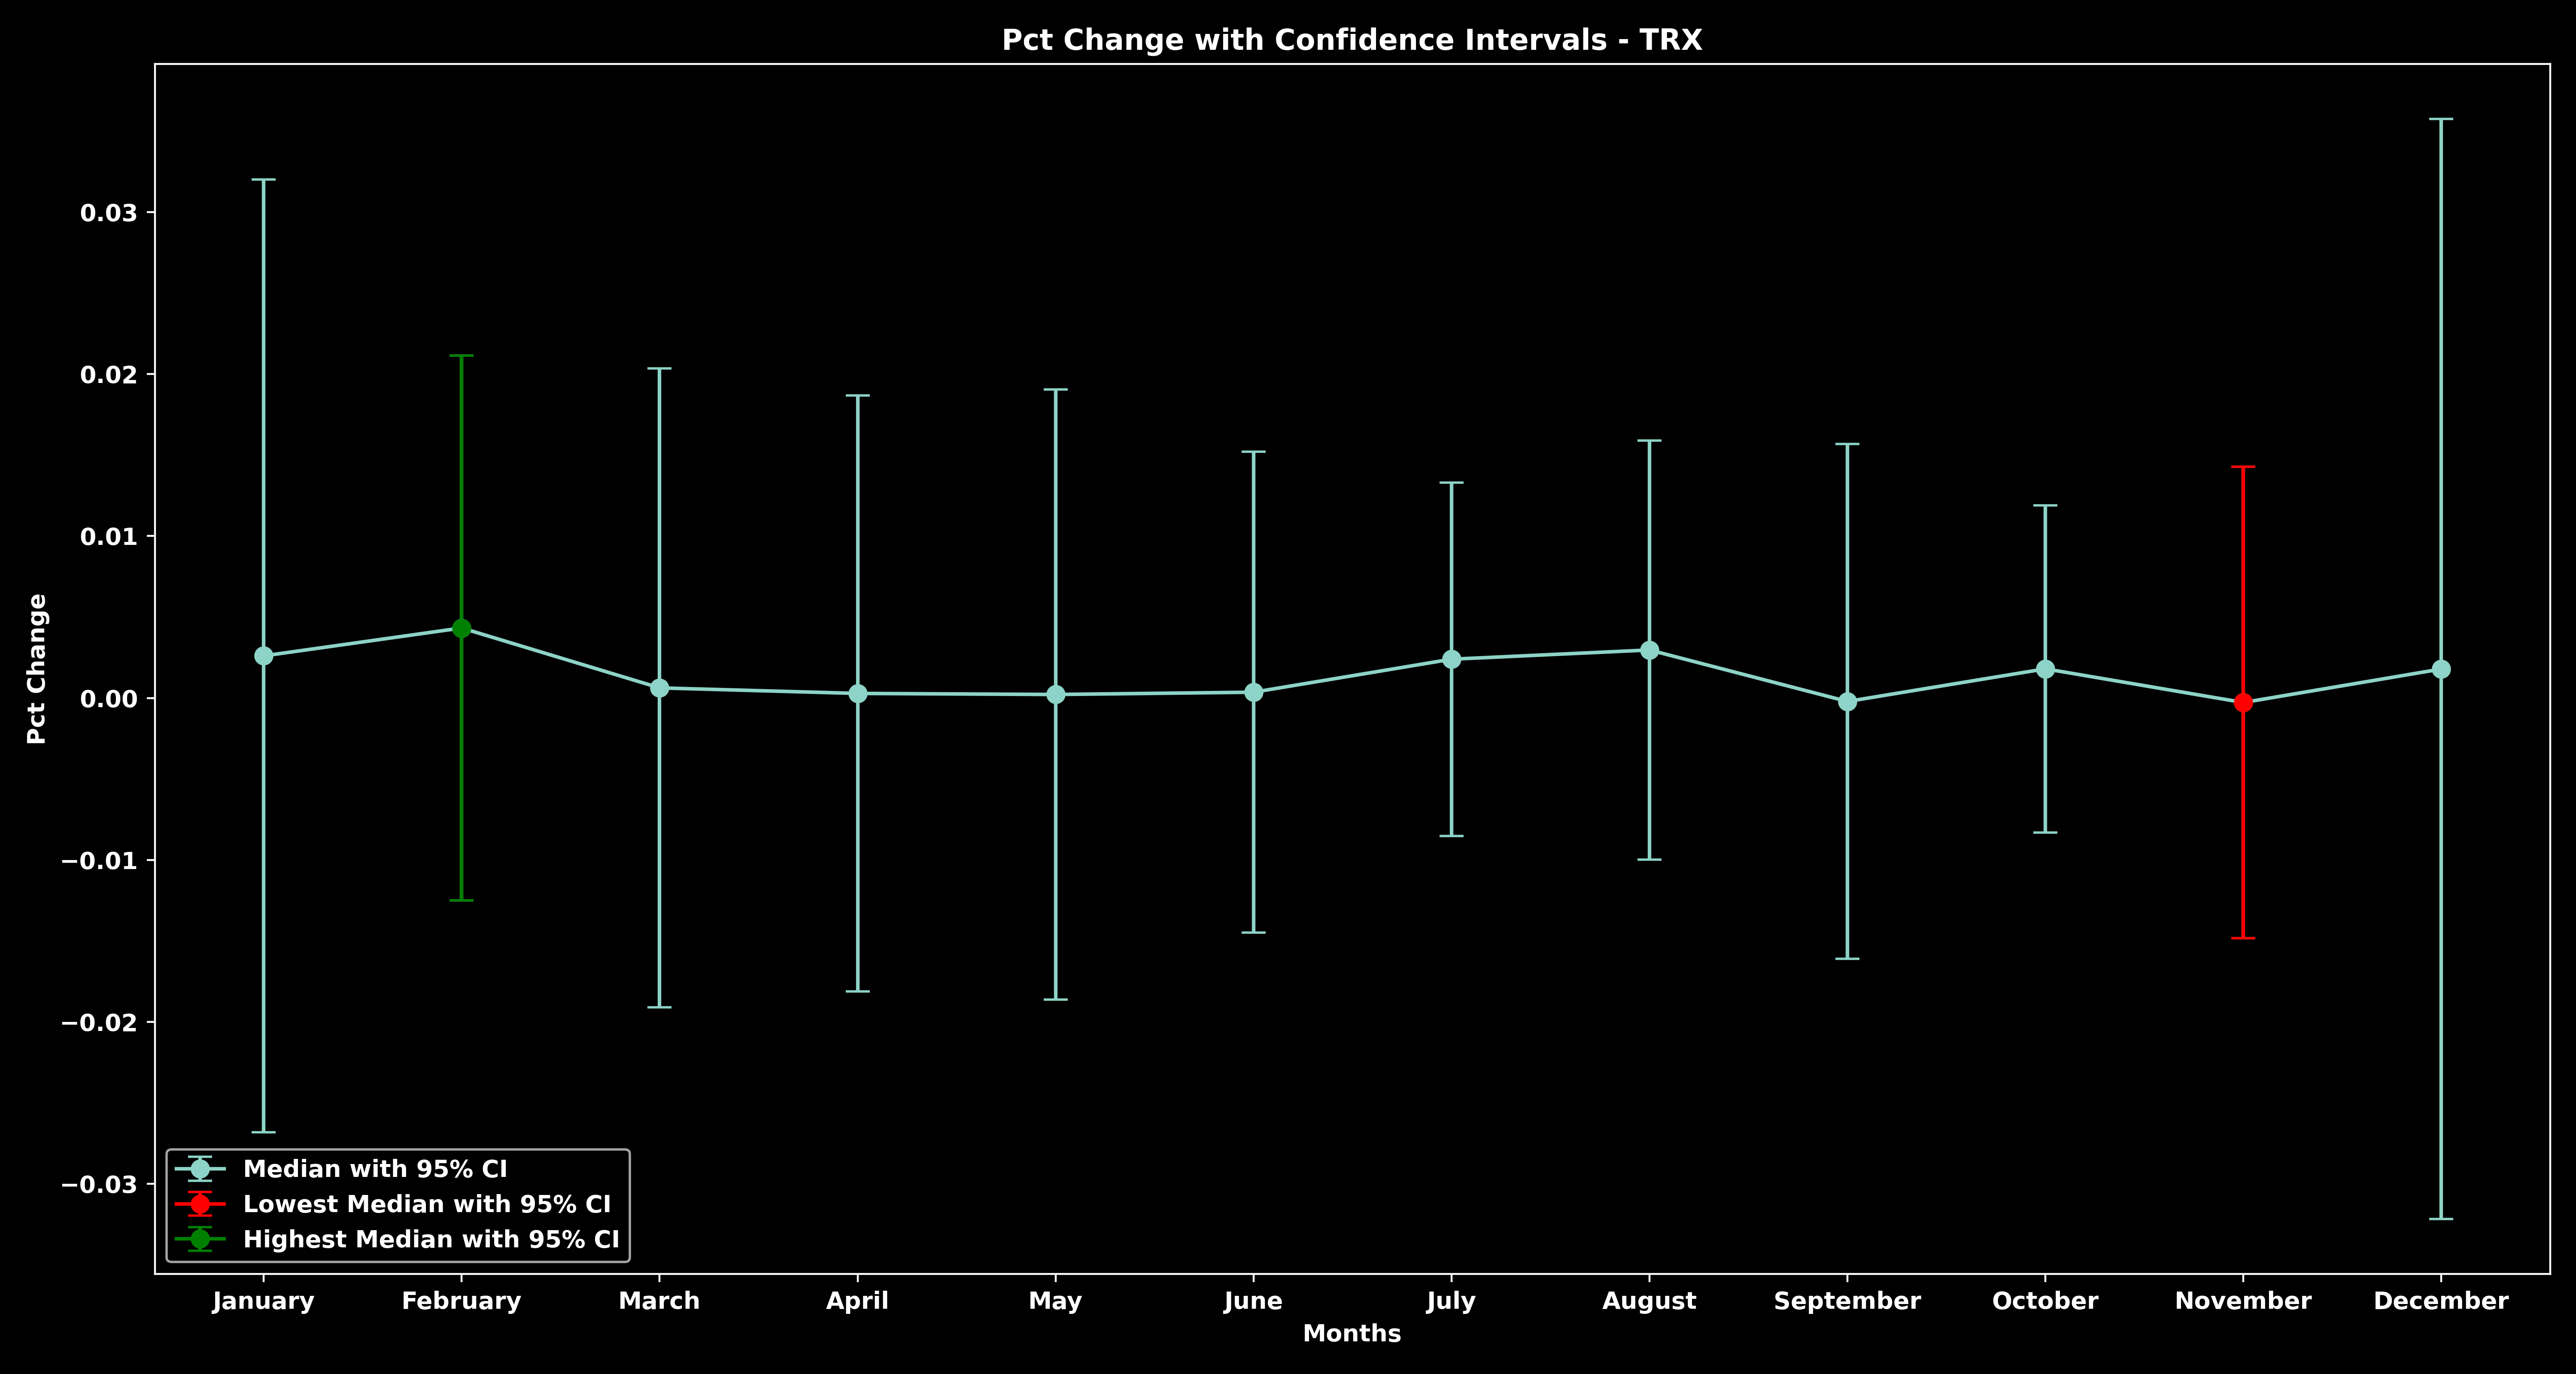 Pct Change with Confidence Intervals - TRX
Pct Change
0.03
0.02
0.01
0.00
−0.01
−0.02
−0.03
Median with 95% CI
Lowest Median with 95% CI
Highest Median with 95% CI
January February March April May June July August September October November December
Months